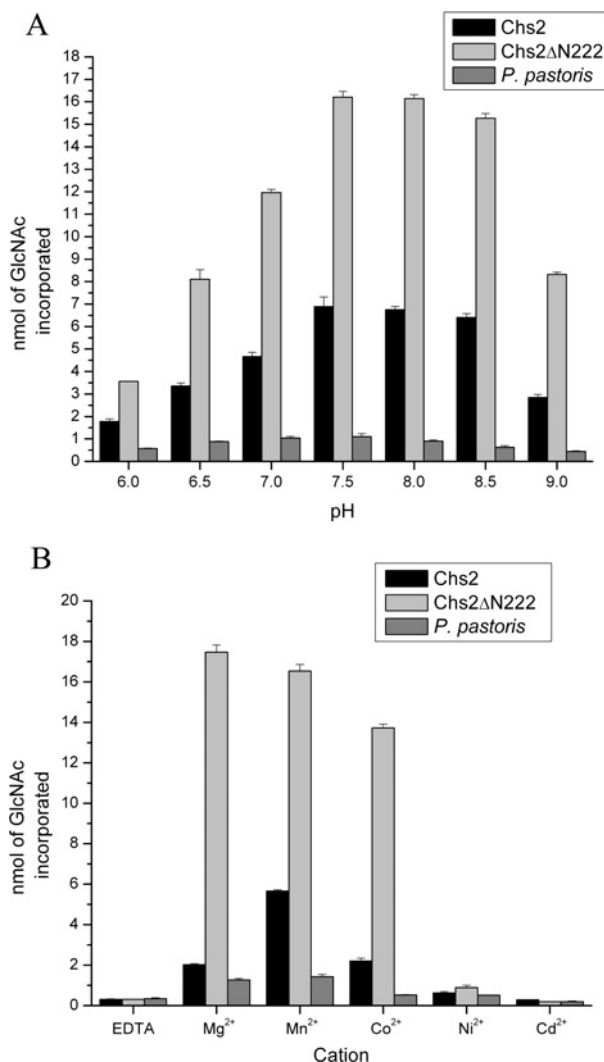 A
Chs2
Chs2ΔN222
P. pastoris
18
17
16
15
14
13
12
11
10
9
8
7
6
5
4
3
2
1
0
nmol of GlcNAc
incorporated
6.0 6.5 7.0 7.5 8.0 8.5 9.0
pH
B
Chs2
Chs2ΔN222
P. pastoris
20
18
16
14
12
10
8
6
4
2
0
nmol of GlcNAc
incorporated
EDTA Mg²⁺ Mn²⁺ Co²⁺ Ni²⁺ Cd²⁺
Cation